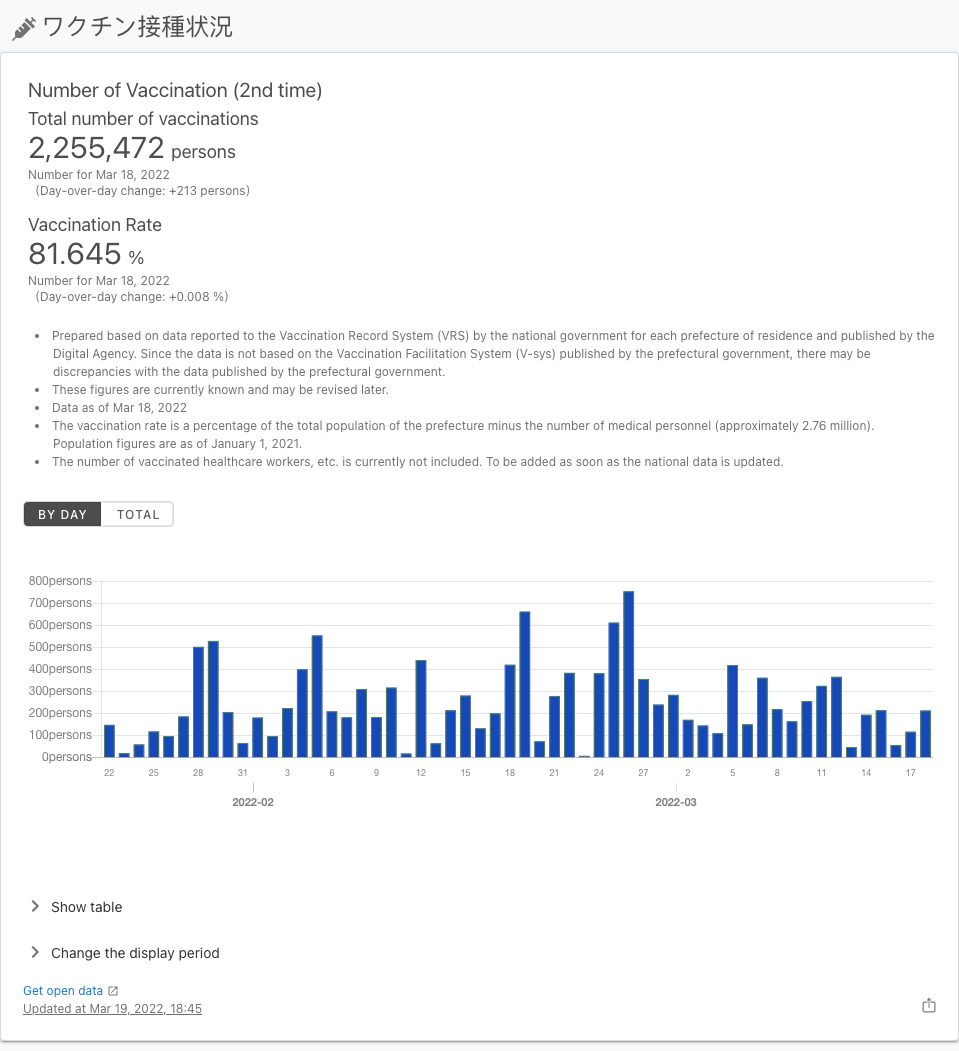 ワクチン接種状況
Number of Vaccination (2nd time)
Total number of vaccinations
2,255,472 persons
Number for Mar 18, 2022
(Day-over-day change: +213 persons)
Vaccination Rate
81.645 %
Number for Mar 18, 2022
(Day-over-day change: +0.008 %)
• Prepared based on data reported to the Vaccination Record System (VRS) by the national government for each prefecture of residence and published by the
Digital Agency. Since the data is not based on the Vaccination Facilitation System (V-sys) published by the prefectural government, there may be
discrepancies with the data published by the prefectural government.
• These figures are currently known and may be revised later.
• Data as of Mar 18, 2022
• The vaccination rate is a percentage of the total population of the prefecture minus the number of medical personnel (approximately 2.76 million).
Population figures are as of January 1, 2021.
• The number of vaccinated healthcare workers, etc. is currently not included. To be added as soon as the national data is updated.
BY DAY TOTAL
800persons
700persons
600persons
500persons
400persons
300persons
200persons
100persons
0persons
22 25 28 31 3 6 9 12 15 18 21 24 27 2 5 8 11 14 17
2022-02 2022-03
Show table
Change the display period
Get open data
Updated at Mar 19, 2022, 18:45